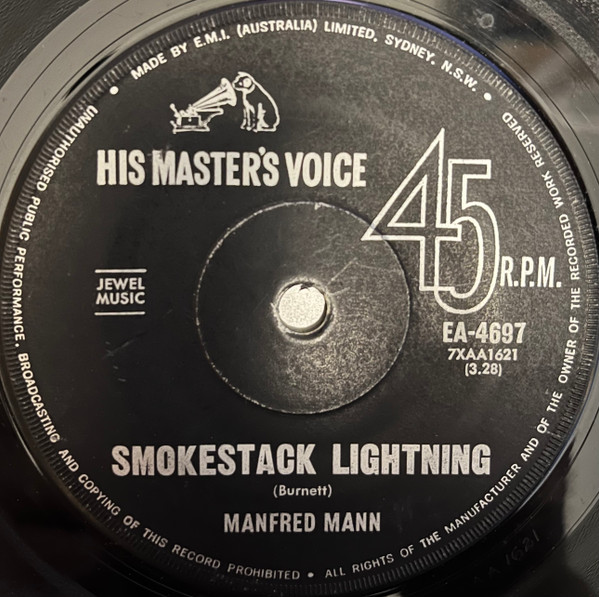 MADE BY E.M.I. (AUSTRALIA) LIMITED, SYDNEY, N.S.W.
HIS MASTER'S VOICE
45
R.P.M.
JEWEL
MUSIC
EA-4697
7XAA1621
(3.28)
SMOKESTACK LIGHTNING
(Burnett)
MANFRED MANN
UNAUTHORISED PUBLIC PERFORMANCE, BROADCASTING AND COPYING OF THIS RECORD PROHIBITED • ALL RIGHTS OF THE MANUFACTURER AND OF THE OWNER OF THE RECORDED WORK RESERVED